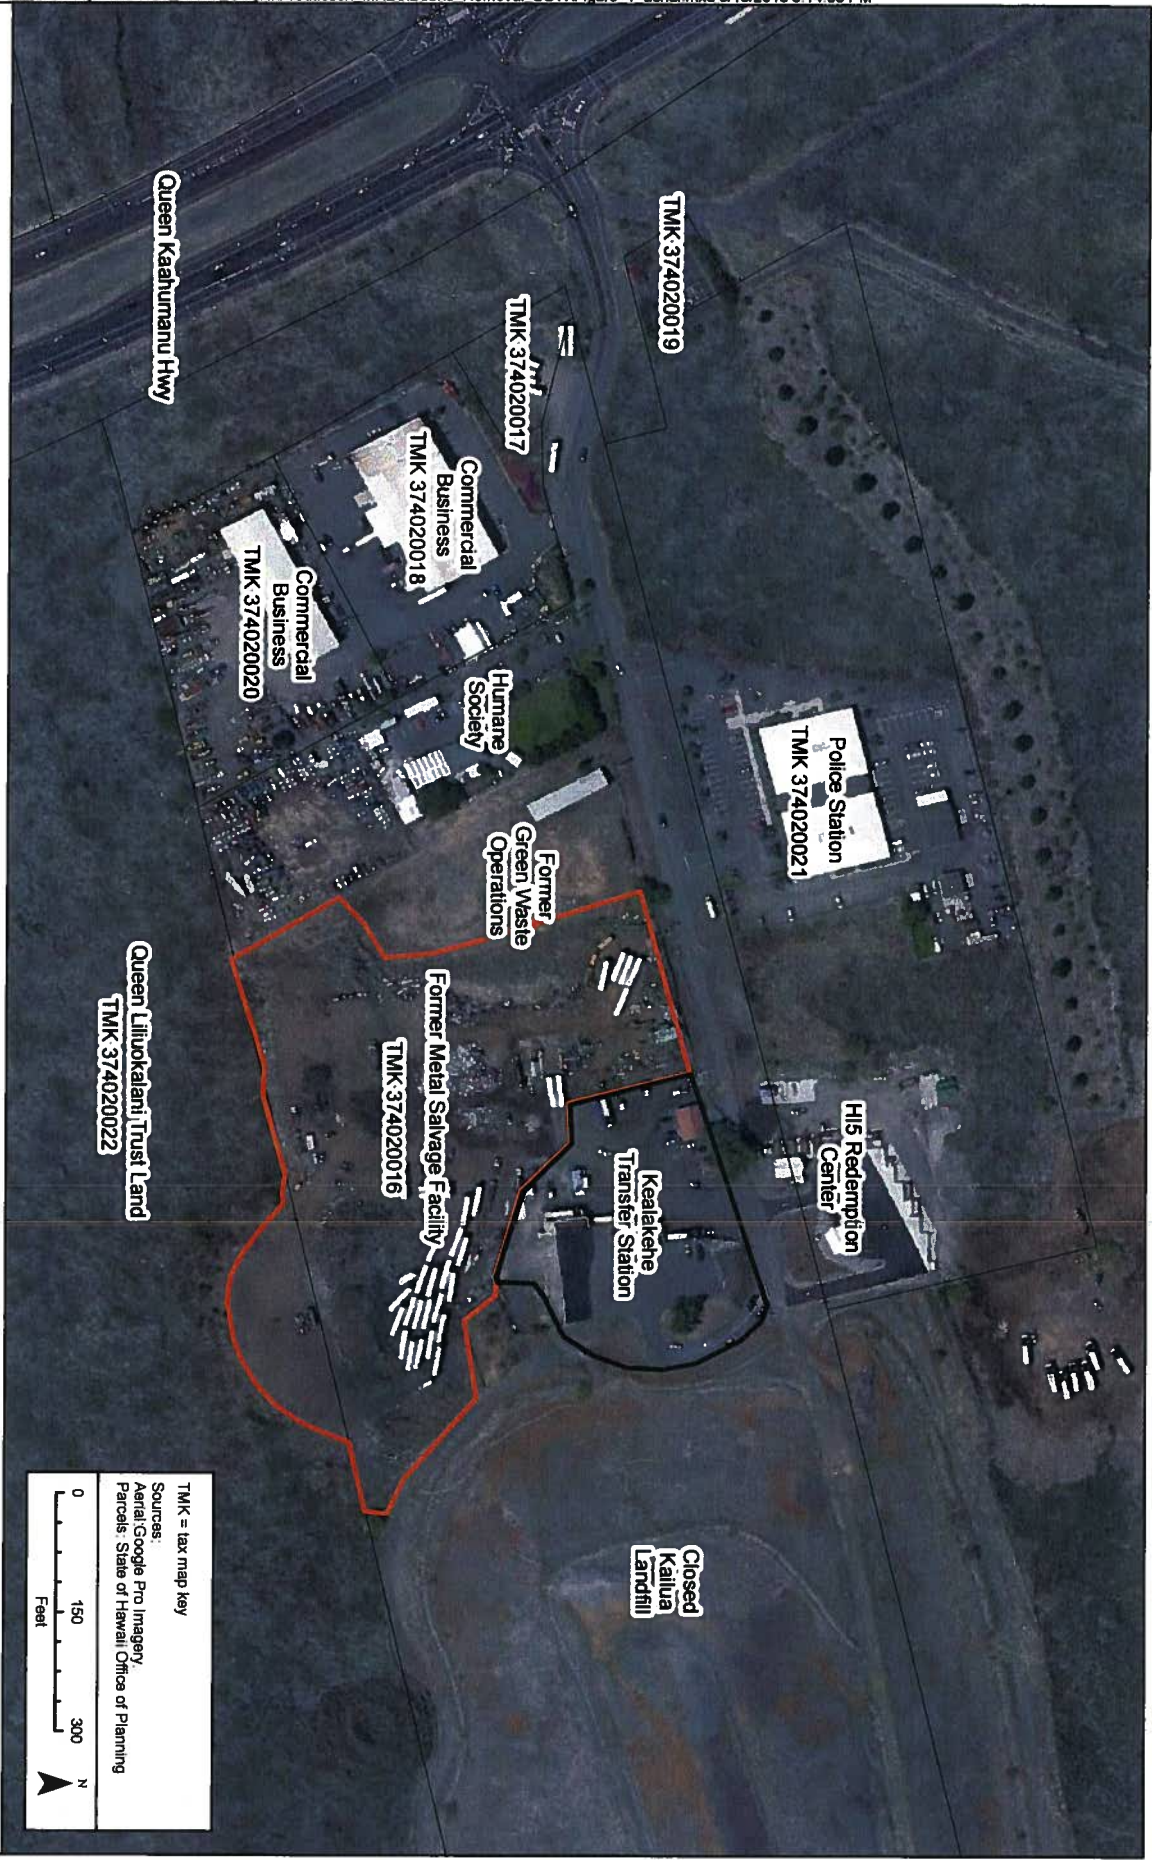 TMK 374020019
Queen Kaahumanu Hwy
TMK 374020017
Commercial
Business
TMK 374020018
Commercial
Business
TMK 374020020
Humane
Society
Police Station
TMK 374020021
Former
Green Waste
Operations
Former Metal Salvage Facility
TMK 374020016
Queen Liliuokalani Trust Land
TMK 374020022
HI5 Redemption
Center
Kealakehe
Transfer Station
Closed
Kailua
Landfill
TMK = tax map key
Sources:
Aerial:Google Pro Imagery.
Parcels: State of Hawaii Office of Planning
0 150 300
Feet
N